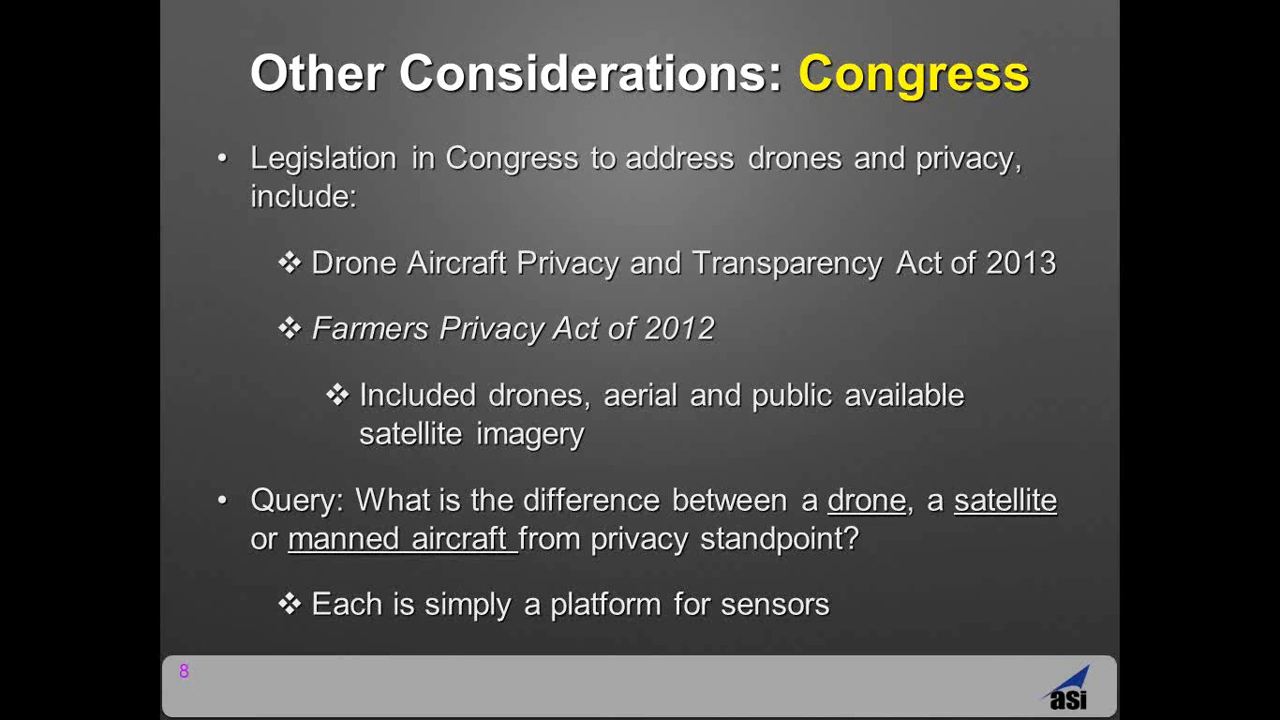 Other Considerations: Congress
• Legislation in Congress to address drones and privacy,
include:
❖ Drone Aircraft Privacy and Transparency Act of 2013
❖ Farmers Privacy Act of 2012
❖ Included drones, aerial and public available
satellite imagery
• Query: What is the difference between a drone, a satellite
or manned aircraft from privacy standpoint?
❖ Each is simply a platform for sensors
8
asi